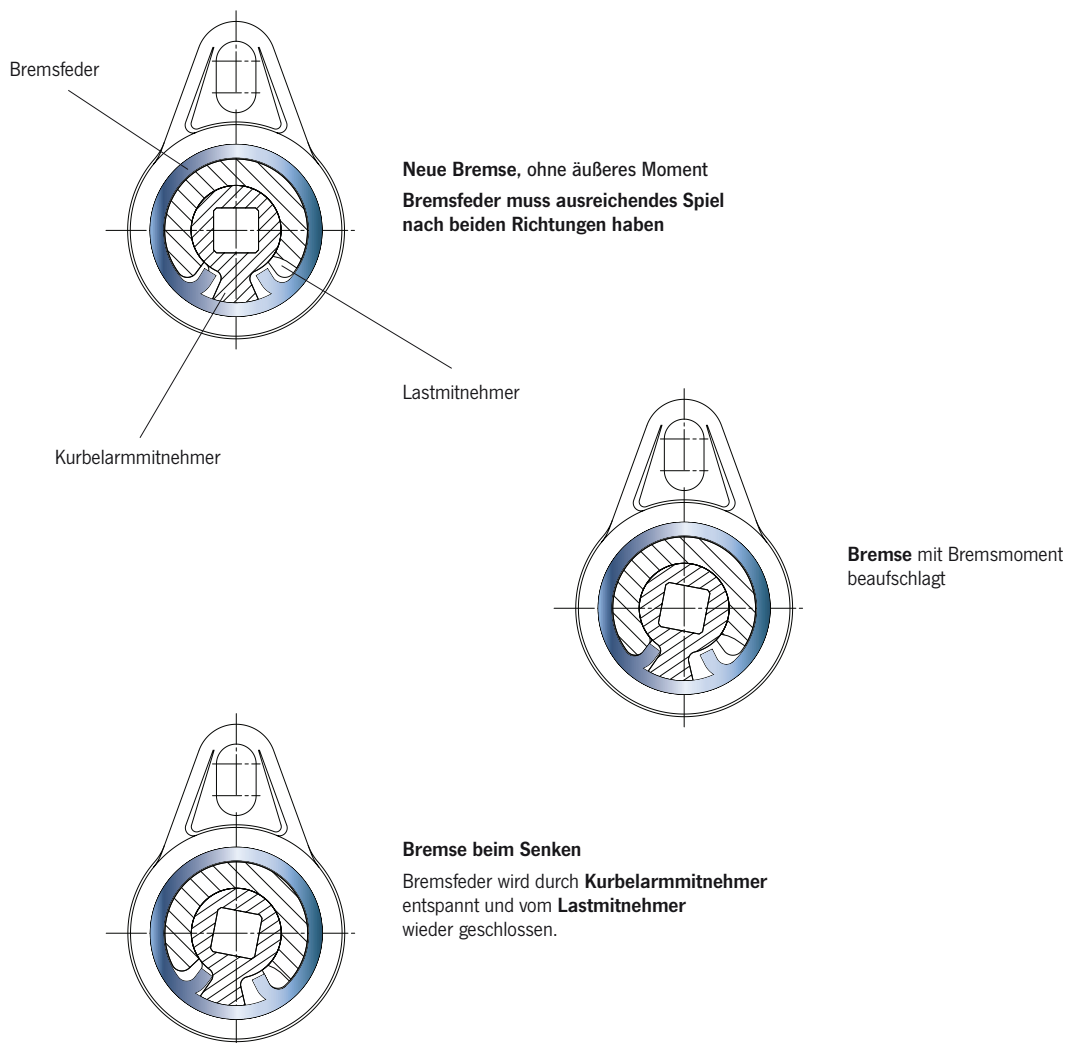 Bremsfeder
Neue Bremse, ohne äußeres Moment
Bremsfeder muss ausreichendes Spiel
nach beiden Richtungen haben
Lastmitnehmer
Kurbelarmmitnehmer
Bremse mit Bremsmoment
beaufschlagt
Bremse beim Senken
Bremsfeder wird durch Kurbelarmmitnehmer
entspannt und vom Lastmitnehmer
wieder geschlossen.